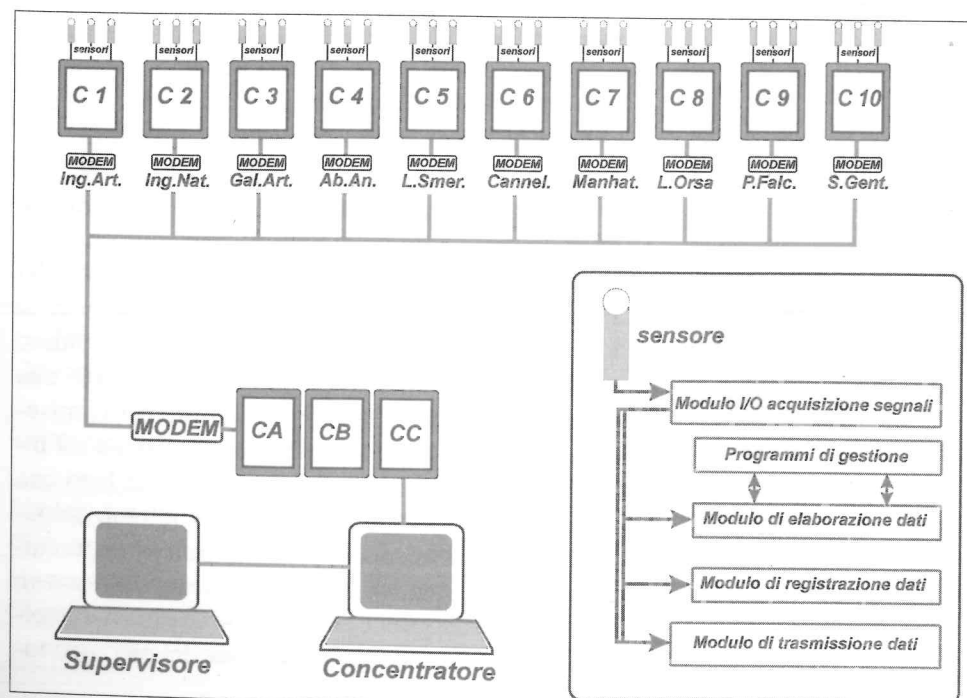 sensori sensori sensori sensori sensori sensori sensori sensori sensori sensori
C 1 C 2 C 3 C 4 C 5 C 6 C 7 C 8 C 9 C 10
MODEM MODEM MODEM MODEM MODEM MODEM MODEM MODEM MODEM MODEM
Ing.Art. Ing.Nat. Gal.Art. Ab.An. L.Smer. Cannel. Manhat. L.Orsa P.Falc. S.Gent.
MODEM CA CB CC
Supervisore Concentratore
sensore
Modulo I/O acquisizione segnali
Programmi di gestione
Modulo di elaborazione dati
Modulo di registrazione dati
Modulo di trasmissione dati